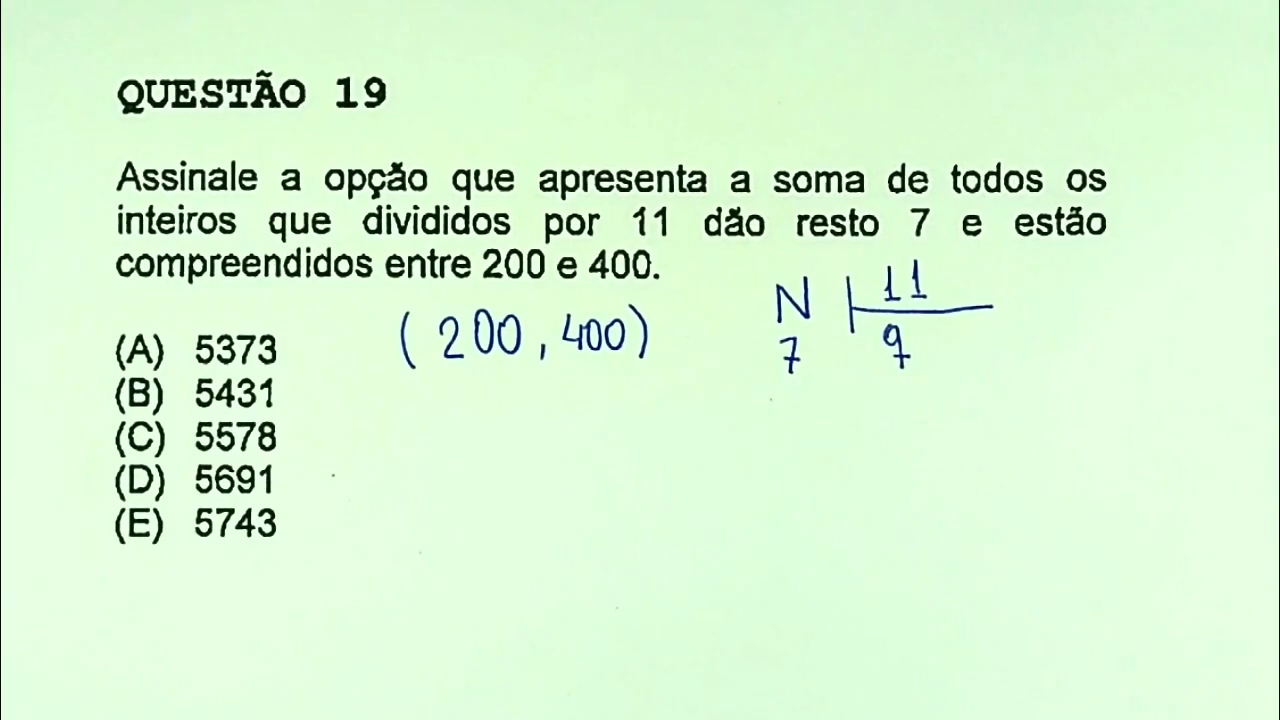 QUESTÃO 19
Assinale a opção que apresenta a soma de todos os
inteiros que divididos por 11 dão resto 7 e estão
compreendidos entre 200 e 400.
(200, 400)
N 11
7 q
(A) 5373
(B) 5431
(C) 5578
(D) 5691
(E) 5743